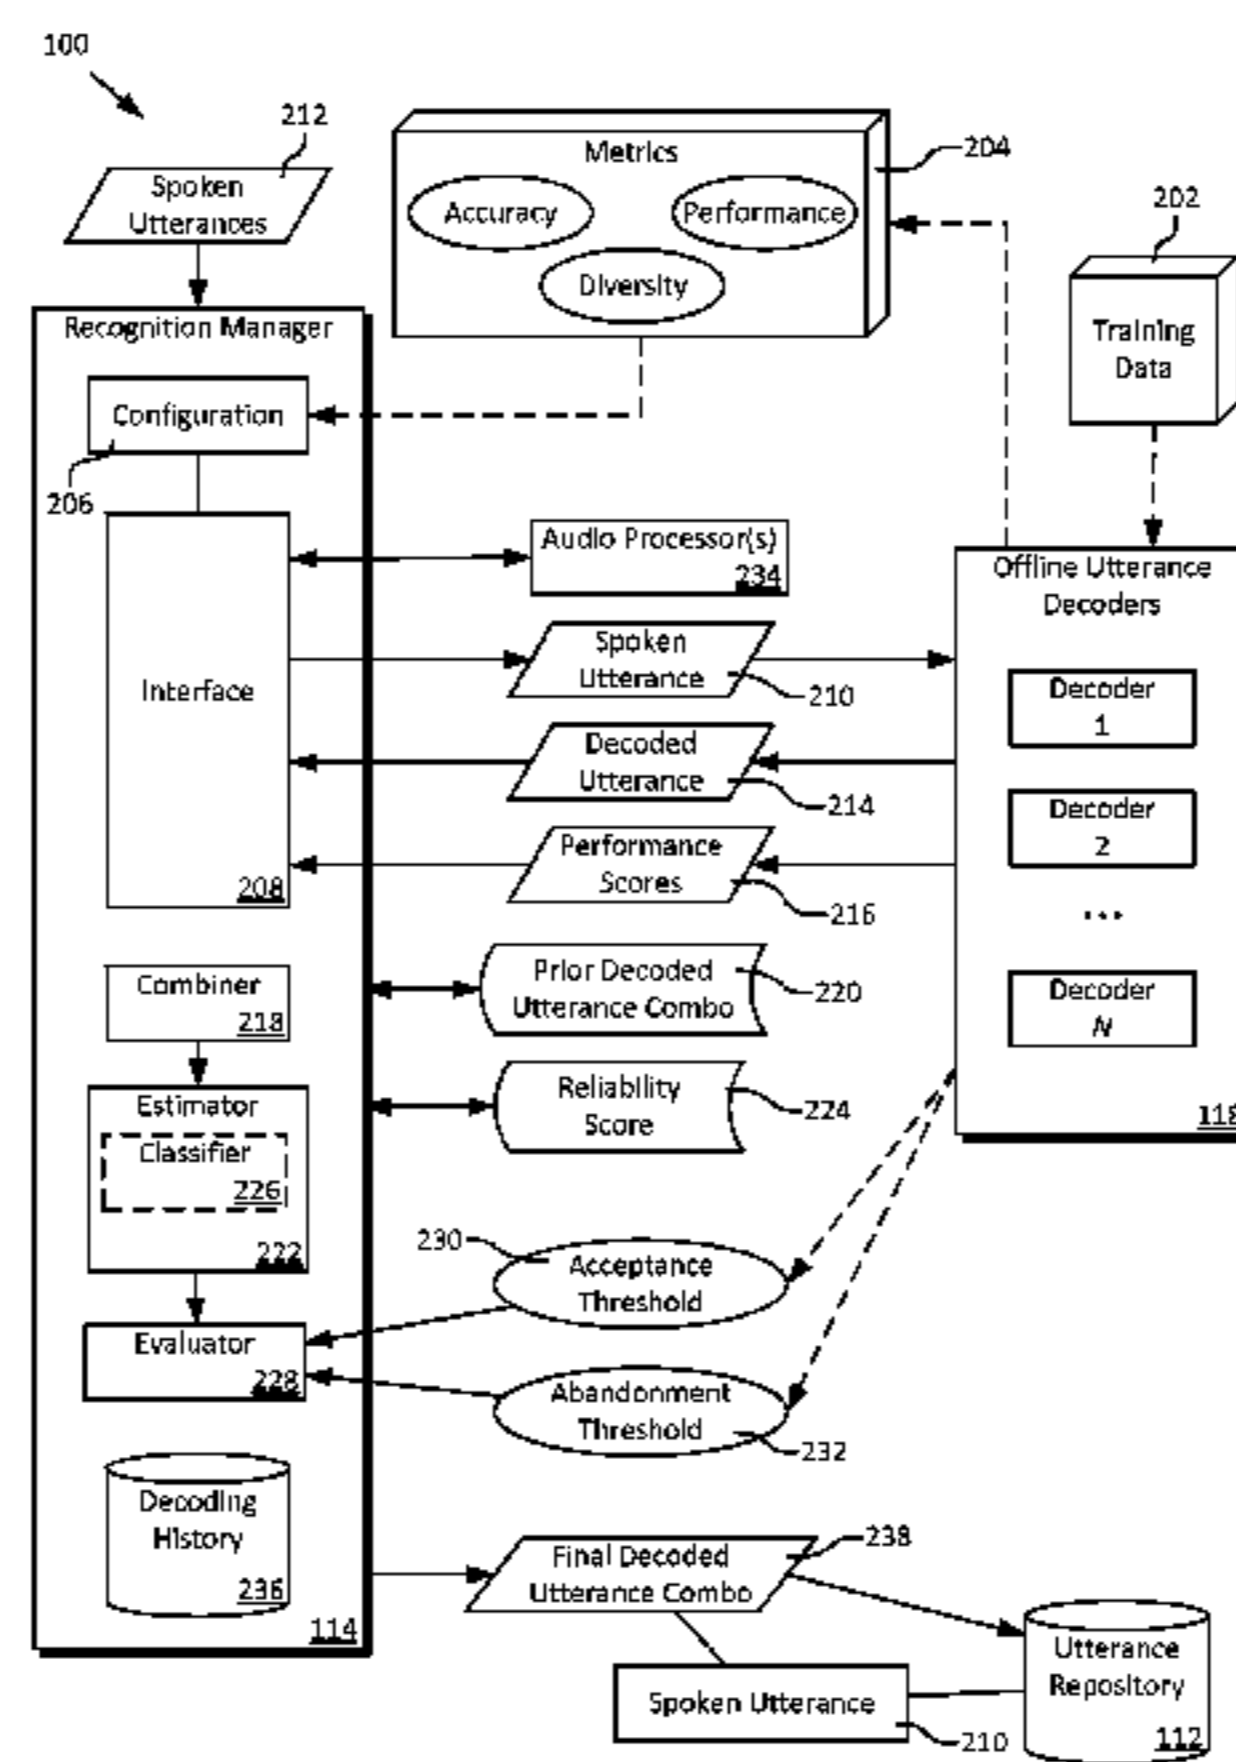 100
212
Spoken
Utterances
Metrics
Accuracy
Performance
Diversity
204
202
Training
Data
Recognition Manager
Configuration
206
Interface
208
Audio Processor(s)
234
Spoken
Utterance
210
Decoded
Utterance
214
Performance
Scores
216
Offline Utterance
Decoders
Decoder
1
Decoder
2
...
Decoder
N
118
Combiner
218
Prior Decoded
Utterance Combo
220
Estimator
Classifier
226
222
Reliability
Score
224
230
Acceptance
Threshold
Evaluator
228
Abandonment
Threshold
232
Decoding
History
236
114
Final Decoded
Utterance Combo
238
Spoken Utterance
210
Utterance
Repository
112